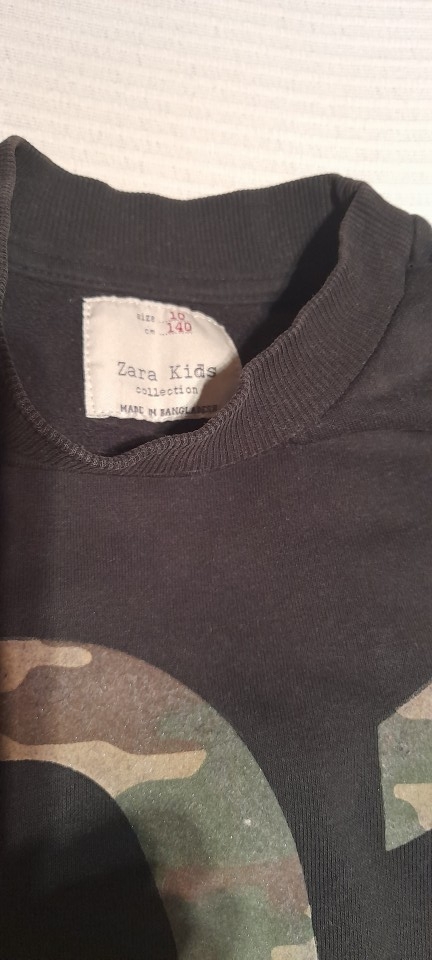 size 10
cm 140
Zara Kids
collection
MADE IN BANGLADESH